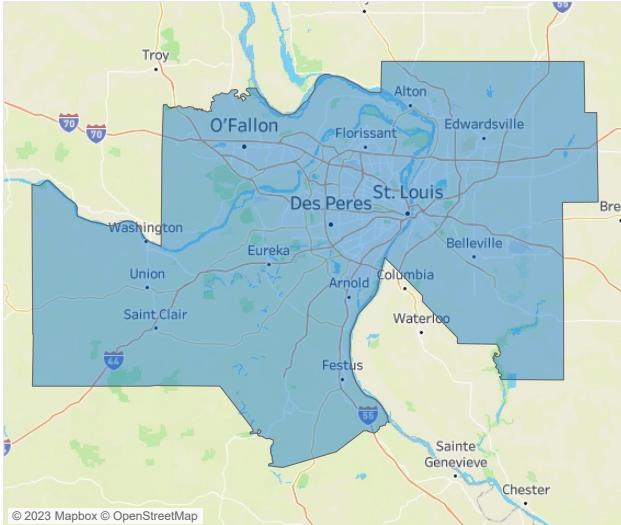 55
Troy
Alton
70
70
O'Fallon
Florissant
Edwardsville
Des Peres
St. Louis
Bre
Washington
Eureka
Belleville
Union
Arnold
Columbia
Saint Clair
Waterloo
44
Festus
55
Sainte
Genevieve
Chester
© 2023 Mapbox © OpenStreetMap